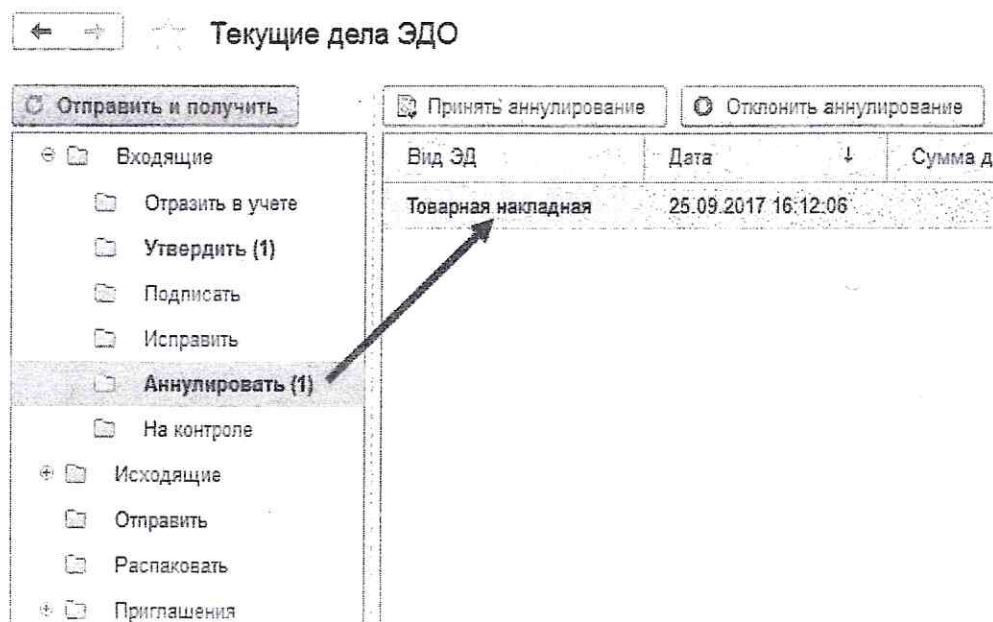 Текущие дела ЭДО
Отправить и получить
Принять аннулирование
Отклонить аннулирование
Входящие
Отразить в учете
Утвердить (1)
Подписать
Исправить
Аннулировать (1)
На контроле
Исходящие
Отправить
Распаковать
Приглашения
Вид ЭД
Дата
Сумма д
Товарная накладная
25.09.2017 16:12:06